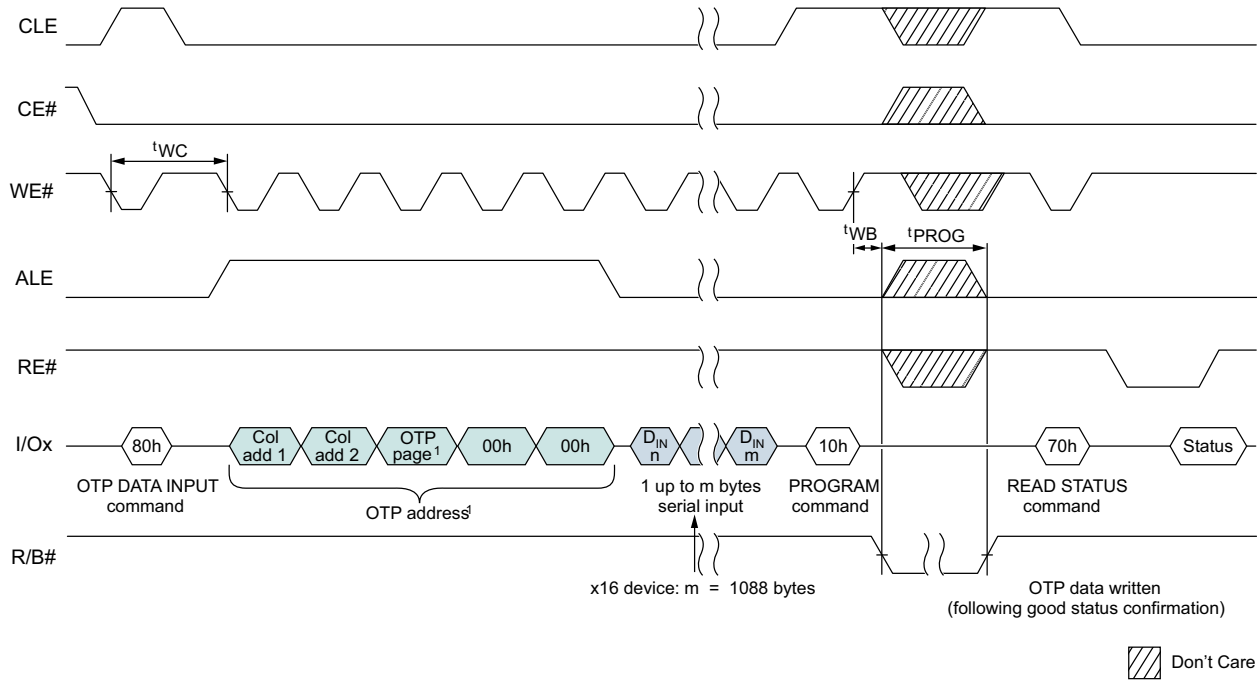 CLE
CE#
tWC
WE#
tWB
tPROG
ALE
RE#
I/Ox
80h
Col
add 1
Col
add 2
OTP
page1
00h
00h
DIN
n
DIN
m
10h
70h
Status
OTP DATA INPUT
command
OTP address1
1 up to m bytes
serial input
PROGRAM
command
READ STATUS
command
R/B#
x16 device: m = 1088 bytes
OTP data written
(following good status confirmation)
Don't Care